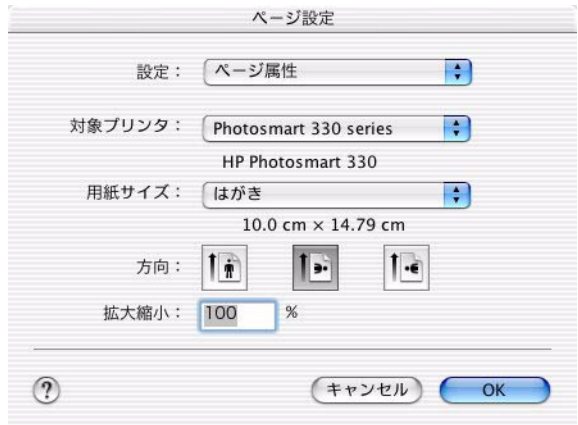 ページ設定
設定： ページ属性
対象プリンタ： Photosmart 330 series
HP Photosmart 330
用紙サイズ： はがき
10.0 cm × 14.79 cm
方向：
拡大縮小： 100 %
? キャンセル OK